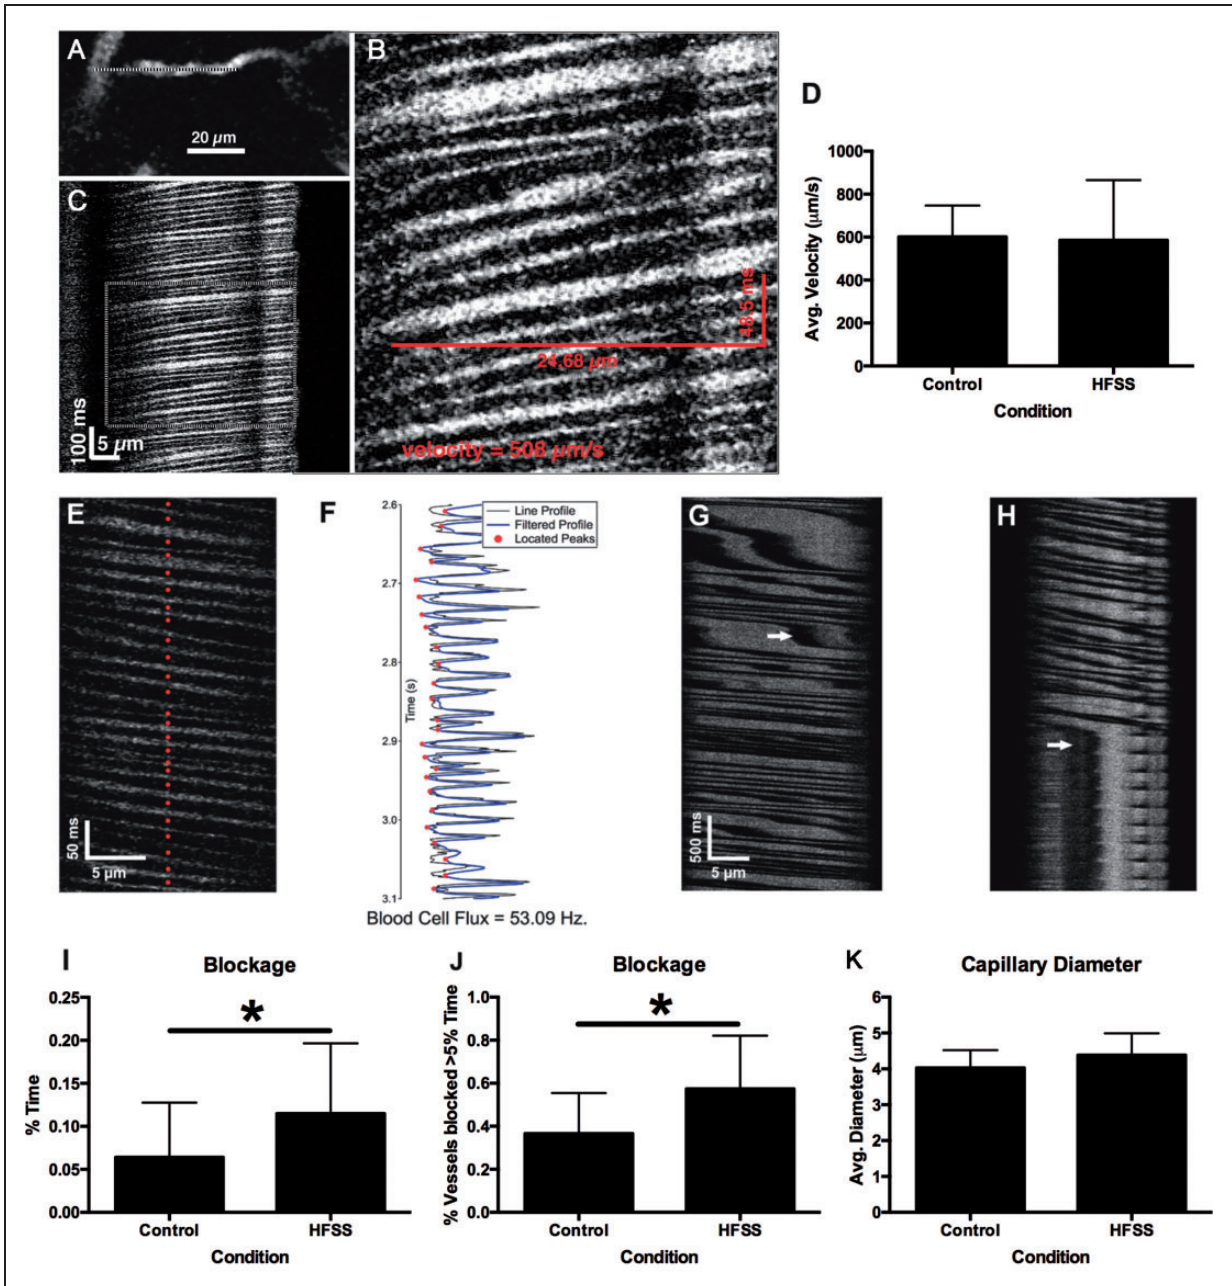 A
20 µm
B
48.5 ms
24.68 µm
velocity = 508 µm/s
C
100 ms
5 µm
D
1000
800
600
400
200
0
Avg. Velocity (µm/s)
Control
HFSS
Condition
E
50 ms
5 µm
F
2.6
2.7
2.8
2.9
3.0
3.1
Time (s)
Line Profile
Filtered Profile
Located Peaks
Blood Cell Flux = 53.09 Hz.
G
500 ms
5 µm
H
I
Blockage
0.25
0.20
0.15
0.10
0.05
0.00
% Time
*
Control
HFSS
Condition
J
Blockage
1.0
0.8
0.6
0.4
0.2
0.0
% Vessels blocked >5% Time
*
Control
HFSS
Condition
K
Capillary Diameter
6
5
4
3
2
1
0
Avg. Diameter (µm)
Control
HFSS
Condition